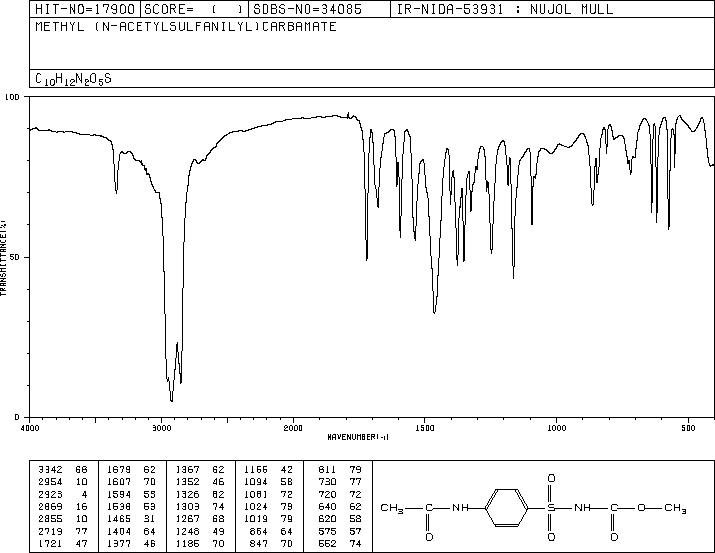 HIT-NO=17900 SCORE= ( ) SDBS-NO=34085 IR-NIDA-53931 : NUJOL MULL
METHYL (N-ACETYLSULFANILYL)CARBAMATE
C10H12N2O5S
100
50
0
TRANSMITTANCE(%)
4000 3000 2000 1500 1000 500
WAVENUMBER(-1)
3342 68 1679 62 1367 62 1166 42 811 79
2954 10 1607 70 1352 46 1094 58 730 77
2923 4 1594 55 1326 62 1081 72 720 72
2869 16 1538 53 1303 74 1024 79 640 62
2855 10 1465 31 1267 68 1019 79 620 58
2719 77 1404 64 1248 49 864 64 575 57
1721 47 1377 46 1186 70 847 70 552 74
O
CH3 NH S NH O CH3
O O O